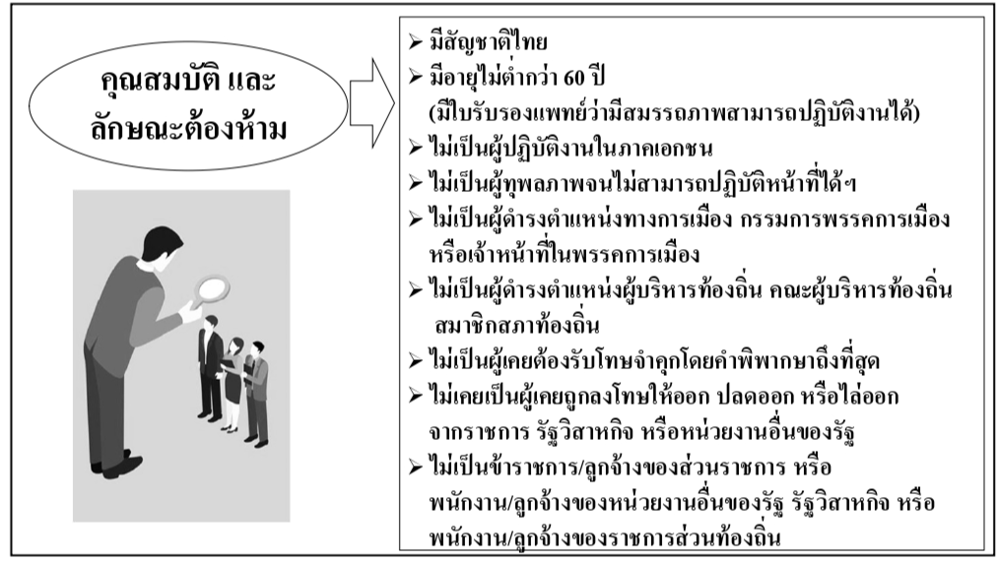 คุณสมบัติ และ
ลักษณะต้องห้าม
➢ มีสัญชาติไทย
➢ มีอายุไม่ต่ำกว่า 60 ปี
(มีใบรับรองแพทย์ว่ามีสมรรถภาพสามารถปฏิบัติงานได้)
➢ ไม่เป็นผู้ปฏิบัติงานในภาคเอกชน
➢ ไม่เป็นผู้ทุพลภาพจนไม่สามารถปฏิบัติหน้าที่ได้ฯ
➢ ไม่เป็นผู้ดำรงตำแหน่งทางการเมือง กรรมการพรรคการเมือง
หรือเจ้าหน้าที่ในพรรคการเมือง
➢ ไม่เป็นผู้ดำรงตำแหน่งผู้บริหารท้องถิ่น คณะผู้บริหารท้องถิ่น
สมาชิกสภาท้องถิ่น
➢ ไม่เป็นผู้เคยต้องรับโทษจำคุกโดยคำพิพากษาถึงที่สุด
➢ ไม่เคยเป็นผู้เคยถูกลงโทษให้ออก ปลดออก หรือไล่ออก
จากราชการ รัฐวิสาหกิจ หรือหน่วยงานอื่นของรัฐ
➢ ไม่เป็นข้าราชการ/ลูกจ้างของส่วนราชการ หรือ
พนักงาน/ลูกจ้างของหน่วยงานอื่นของรัฐ รัฐวิสาหกิจ หรือ
พนักงาน/ลูกจ้างของราชการส่วนท้องถิ่น